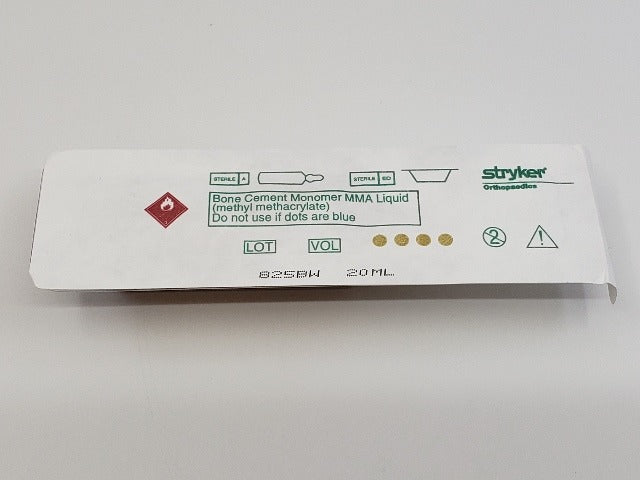 STERILE A
STERILE EO
stryker®
Orthopaedics
Bone Cement Monomer MMA Liquid
(methyl methacrylate)
Do not use if dots are blue
LOT VOL
2
825BW 20ML